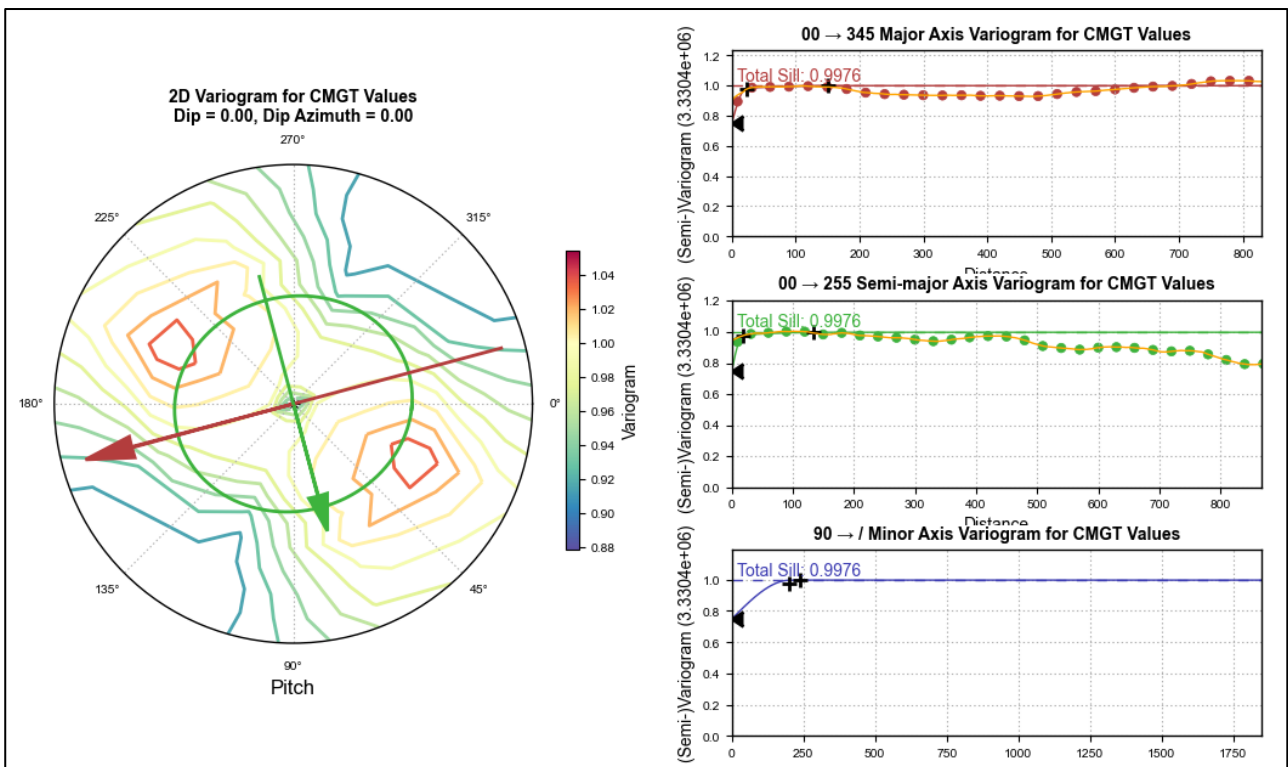 2D Variogram for CMGT Values
Dip = 0.00, Dip Azimuth = 0.00
270°
225°
315°
180°
0°
135°
45°
90°
Pitch
1.04
1.02
1.00
0.98
0.96
0.94
0.92
0.90
0.88
Variogram
00 → 345 Major Axis Variogram for CMGT Values
(Semi-)Variogram (3.3304e+06)
Total Sill: 0.9976
1.2
1.0
0.8
0.6
0.4
0.2
0.0
0 100 200 300 400 500 600 700 800
Distance
00 → 255 Semi-major Axis Variogram for CMGT Values
(Semi-)Variogram (3.3304e+06)
Total Sill: 0.9976
1.2
1.0
0.8
0.6
0.4
0.2
0.0
0 100 200 300 400 500 600 700 800
Distance
90 → / Minor Axis Variogram for CMGT Values
(Semi-)Variogram (3.3304e+06)
Total Sill: 0.9976
1.0
0.8
0.6
0.4
0.2
0.0
0 250 500 750 1000 1250 1500 1750